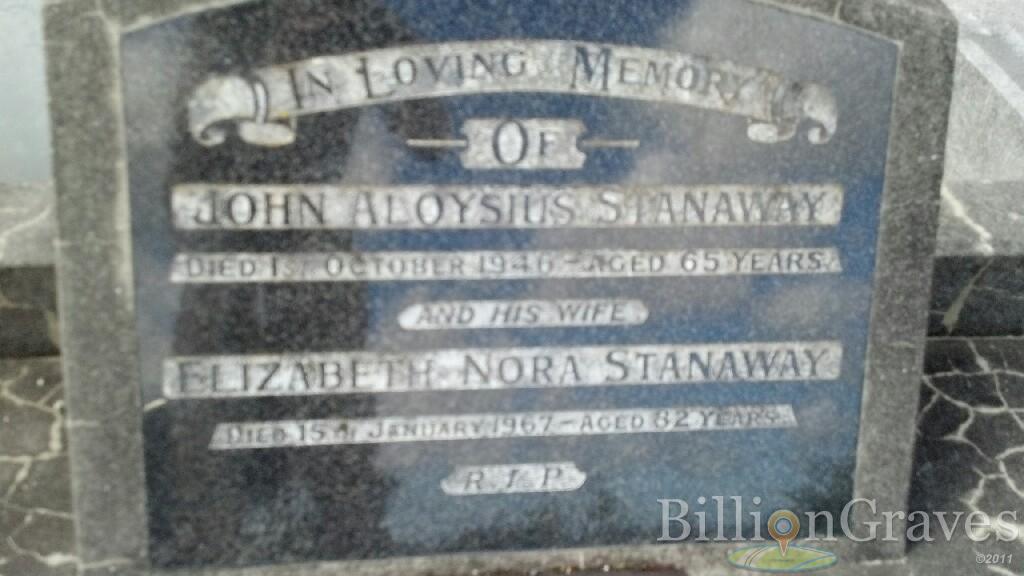 IN LOVING MEMORY
OF
JOHN ALOYSIUS STANAWAY
DIED 1ST OCTOBER 1946 - AGED 65 YEARS.
AND HIS WIFE
ELIZABETH NORA STANAWAY
DIED 15TH JANUARY 1967 - AGED 82 YEARS.
R.I.P.
BillionGraves
©2011